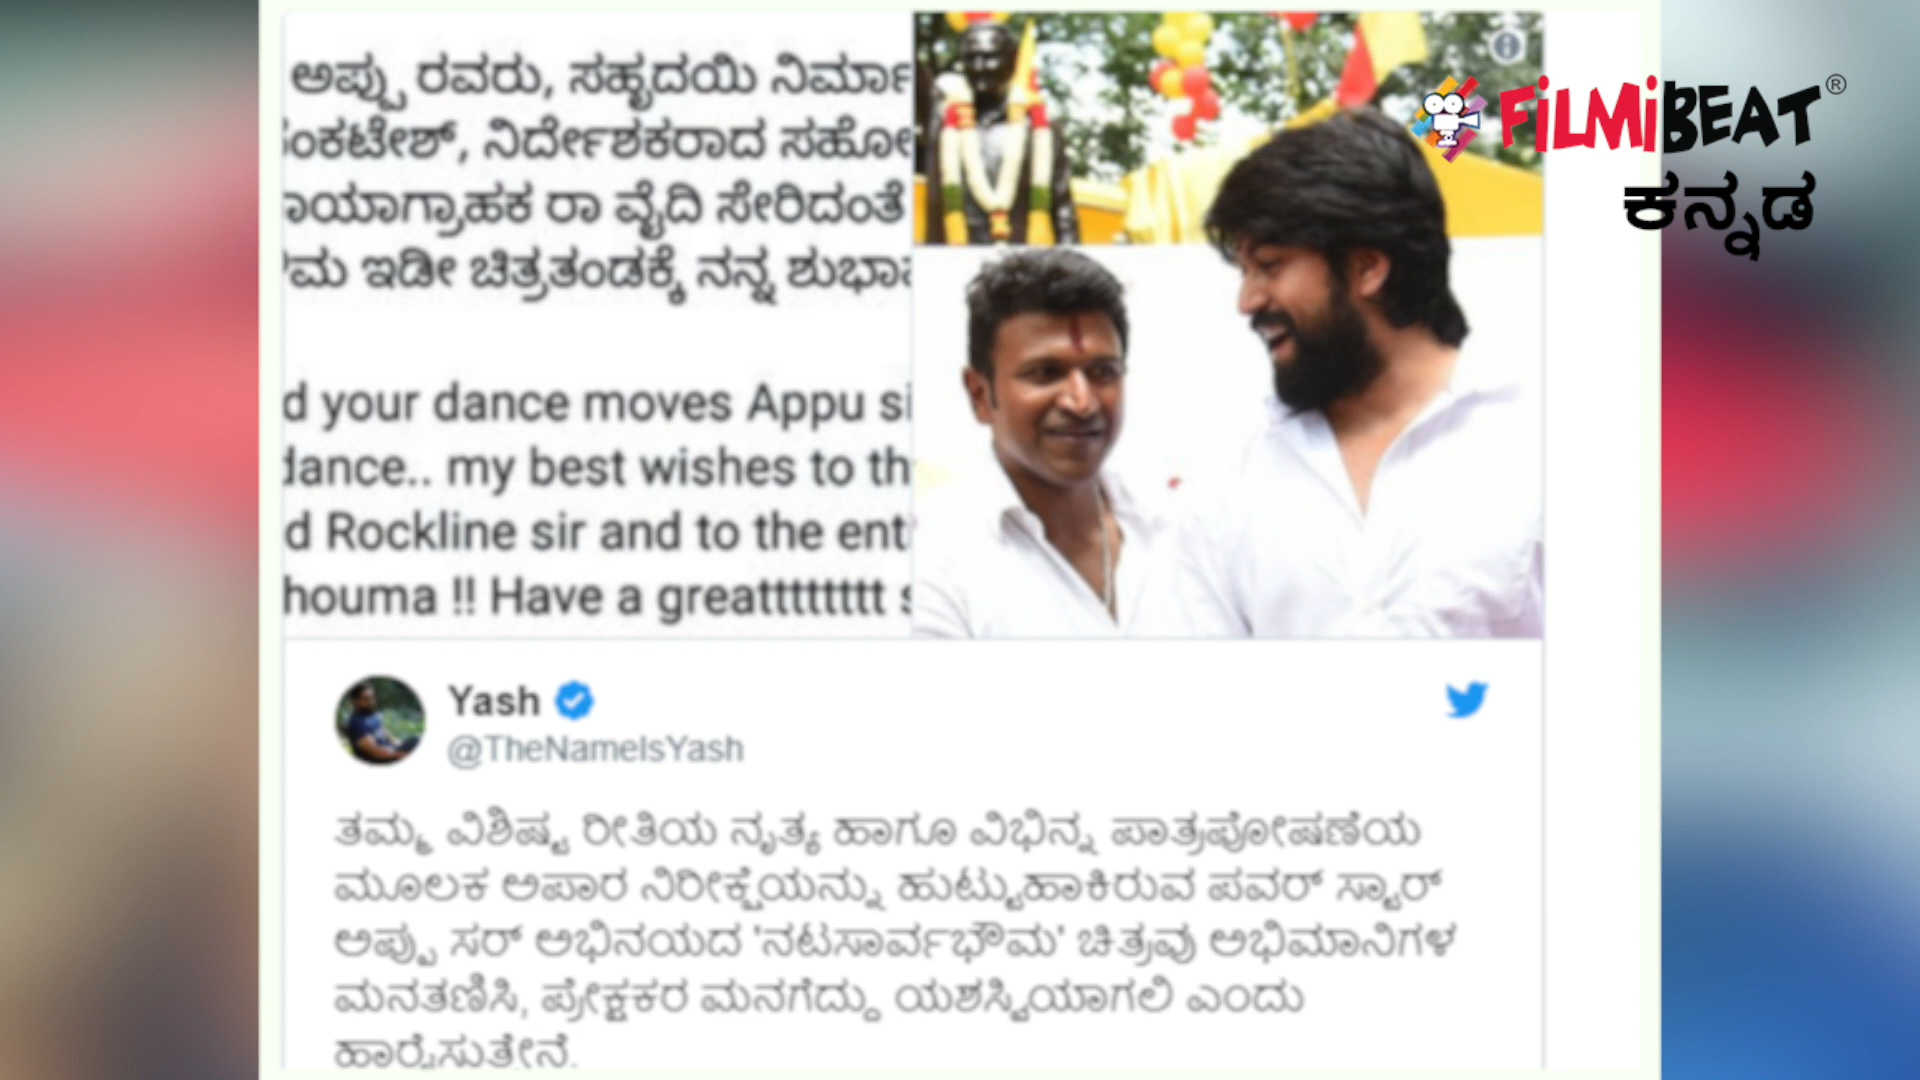 ಅಪ್ಪು ರವರು, ಸಹೃದಯಿ ನಿರ್ಮಾ
ಂಕಟೇಶ್, ನಿರ್ದೇಶಕರಾದ ಸಹೋ
ಾಯಾಗ್ರಾಹಕ ರಾ ವೈದಿ ಸೇರಿದಂತೆ
ಮ ಇಡೀ ಚಿತ್ರತಂಡಕ್ಕೆ ನನ್ನ ಶುಭಾ
d your dance moves Appu si
dance.. my best wishes to th
d Rockline sir and to the ent
houma !! Have a greatttttttt s
FiLMiBEAT®
ಕನ್ನಡ
Yash
@TheNameIsYash
ತಮ್ಮ ವಿಶಿಷ್ಟ ರೀತಿಯ ನೃತ್ಯ ಹಾಗೂ ವಿಭಿನ್ನ ಪಾತ್ರಪೋಷಣೆಯ
ಮೂಲಕ ಅಪಾರ ನಿರೀಕ್ಷೆಯನ್ನು ಹುಟ್ಟುಹಾಕಿರುವ ಪವರ್ ಸ್ಟಾರ್
ಅಪ್ಪು ಸರ್ ಅಭಿನಯದ 'ನಟಸಾರ್ವಭೌಮ' ಚಿತ್ರವು ಅಭಿಮಾನಿಗಳ
ಮನತಣಿಸಿ, ಪ್ರೇಕ್ಷಕರ ಮನಗೆದ್ದು ಯಶಸ್ವಿಯಾಗಲಿ ಎಂದು
ಹಾರೈಸುತ್ತೇನೆ.